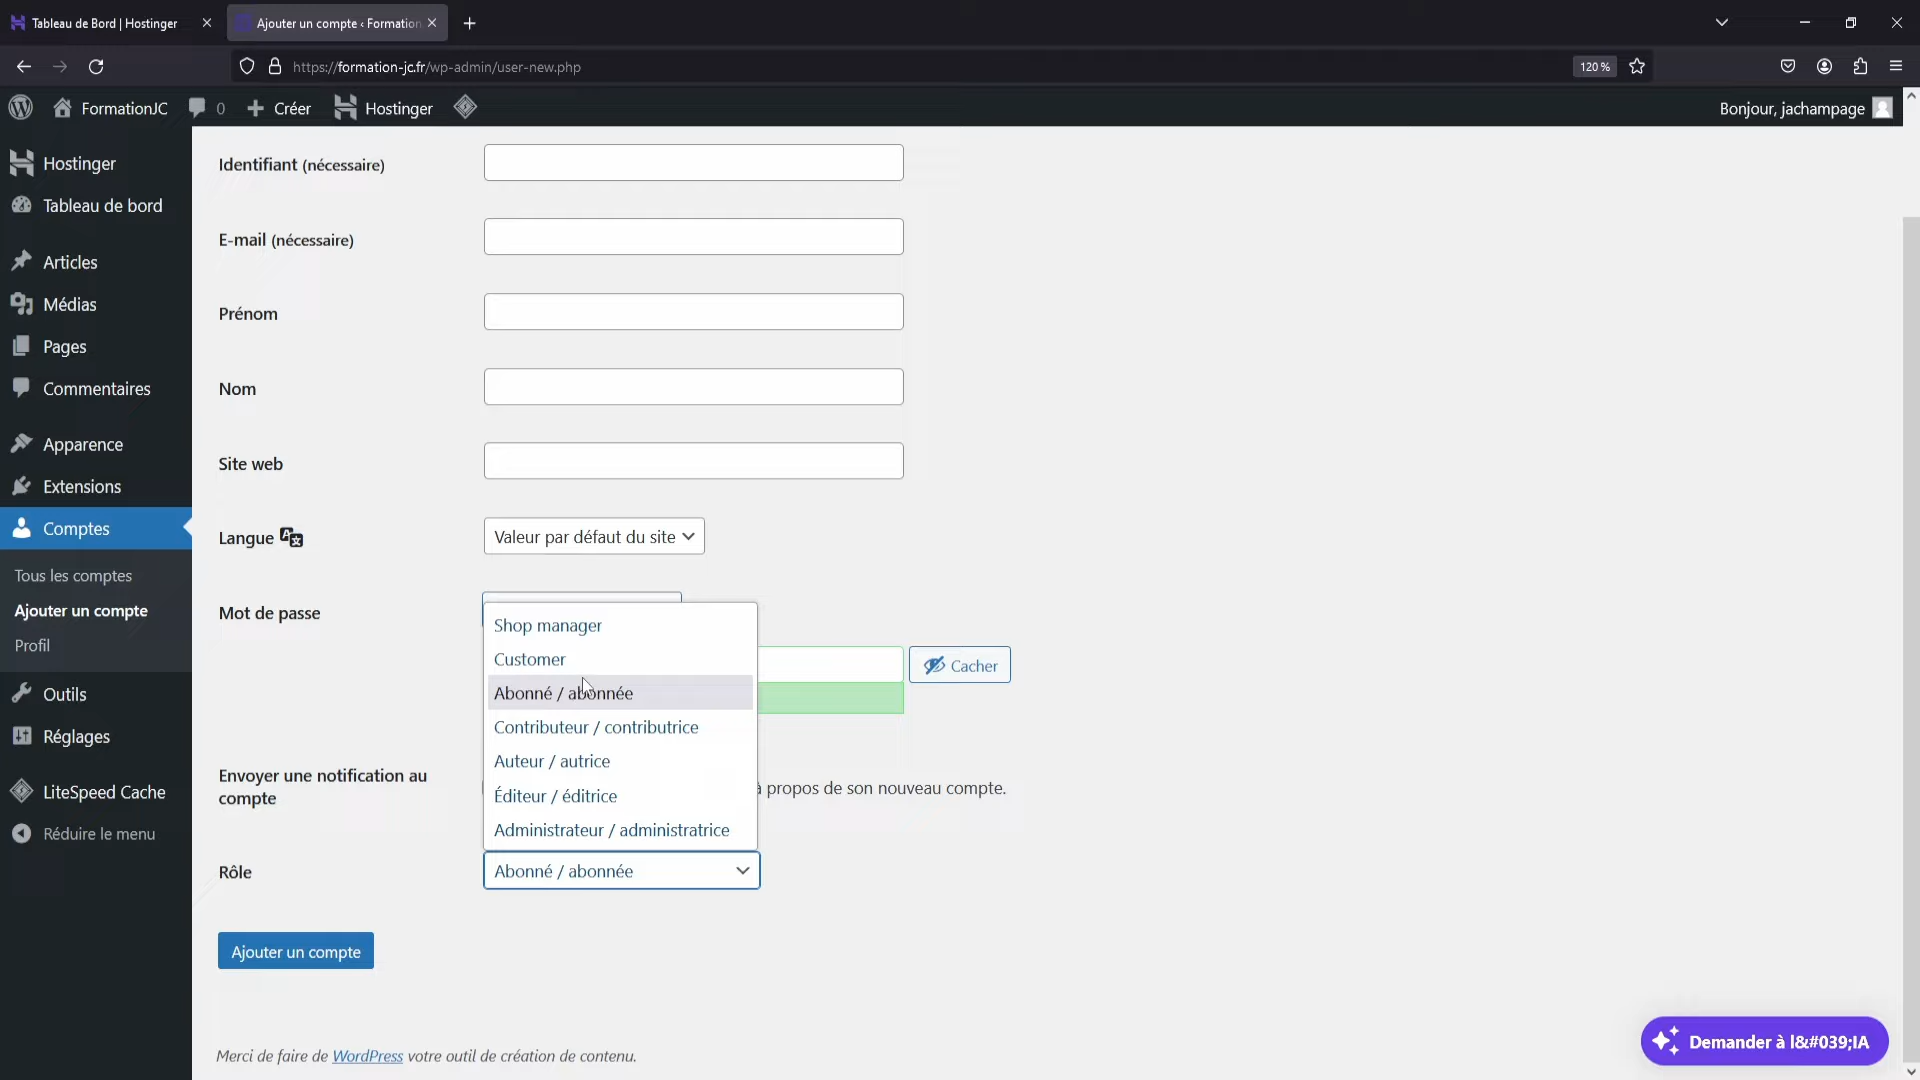 Tableau de Bord | Hostinger
Ajouter un compte ‹ Formation
https://formation-jc.fr/wp-admin/user-new.php
120 %
FormationJC
0
Créer
Hostinger
Bonjour, jachampage
Hostinger
Tableau de bord
Articles
Médias
Pages
Commentaires
Apparence
Extensions
Comptes
Tous les comptes
Ajouter un compte
Profil
Outils
Réglages
LiteSpeed Cache
Réduire le menu
Identifiant (nécessaire)
E-mail (nécessaire)
Prénom
Nom
Site web
Langue
Valeur par défaut du site
Mot de passe
Shop manager
Customer
Abonné / abonnée
Contributeur / contributrice
Auteur / autrice
Éditeur / éditrice
Administrateur / administratrice
Cacher
Envoyer une notification au
compte
à propos de son nouveau compte.
Rôle
Abonné / abonnée
Ajouter un compte
Merci de faire de WordPress votre outil de création de contenu.
Demander à l&#039;IA